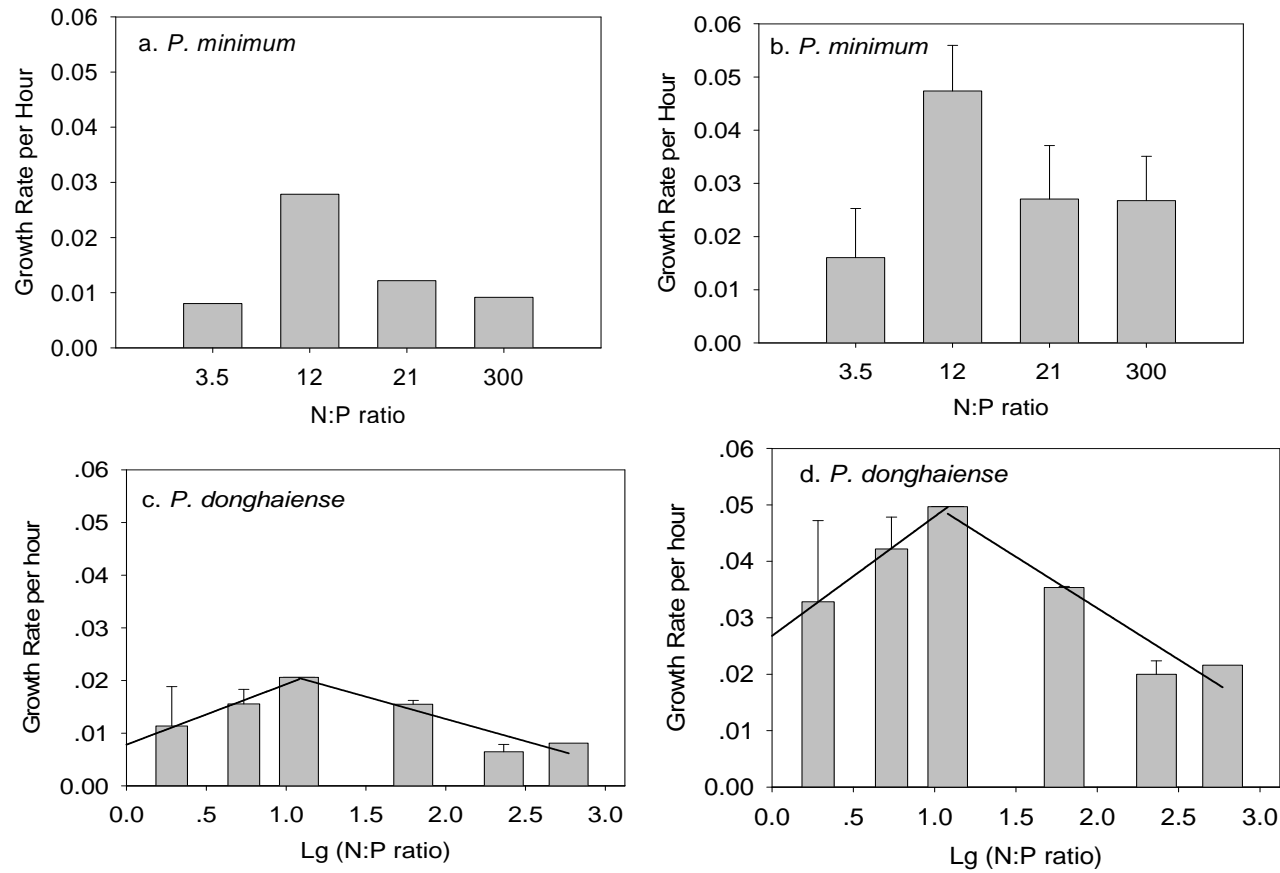 a. P. minimum
0.06
0.05
0.04
0.03
0.02
0.01
0.00
Growth Rate per Hour
3.5 12 21 300
N:P ratio
b. P. minimum
0.06
0.05
0.04
0.03
0.02
0.01
0.00
Growth Rate per Hour
3.5 12 21 300
N:P ratio
c. P. donghaiense
.06
.05
.04
.03
.02
.01
0.00
Growth Rate per hour
0.0 .5 1.0 1.5 2.0 2.5 3.0
Lg (N:P ratio)
d. P. donghaiense
.06
.05
.04
.03
.02
.01
0.00
Growth Rate per hour
0.0 .5 1.0 1.5 2.0 2.5 3.0
Lg (N:P ratio)